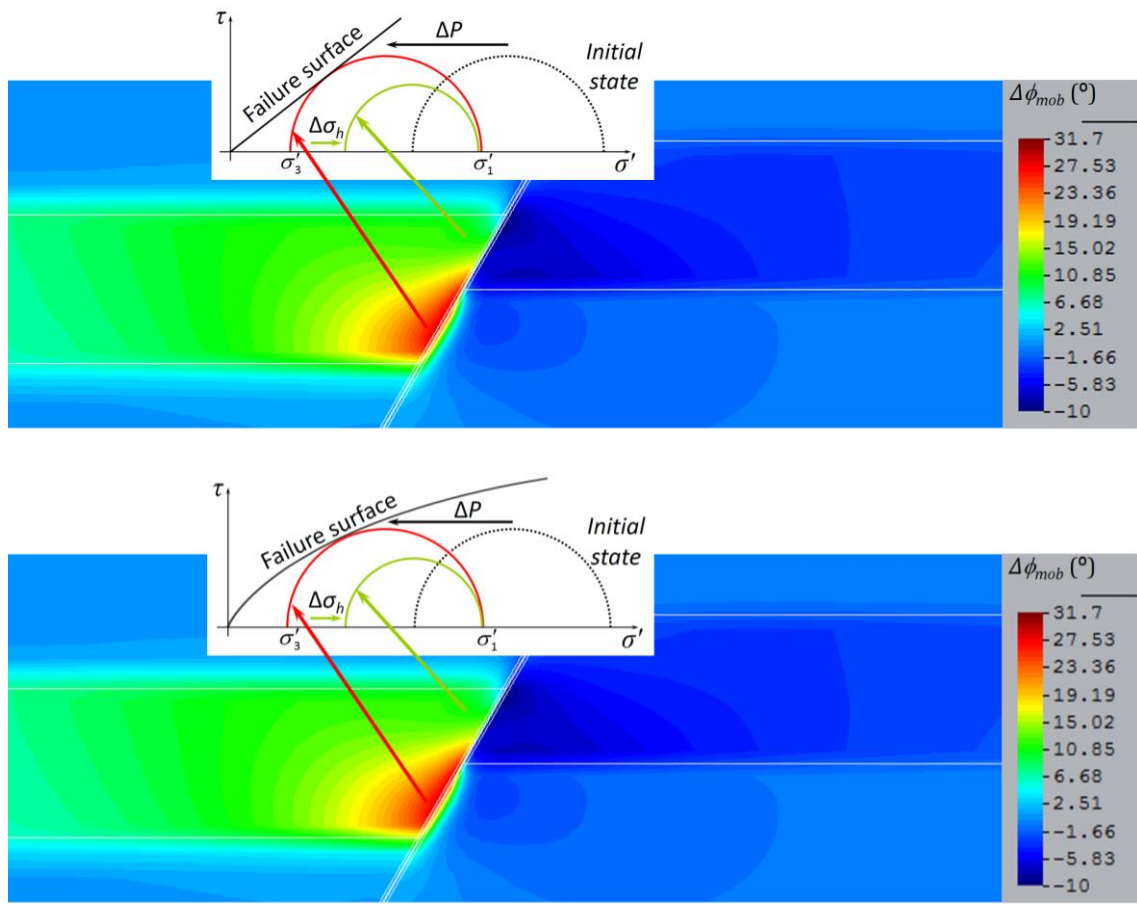 τ
Failure surface
ΔP
Initial
state
Δσₕ
σ′₃
σ′₁
σ′
Δϕₘₒb (°)
31.7
27.53
23.36
19.19
15.02
10.85
6.68
2.51
-1.66
-5.83
-10
τ
Failure surface
ΔP
Initial
state
Δσₕ
σ′₃
σ′₁
σ′
Δϕₘₒb (°)
31.7
27.53
23.36
19.19
15.02
10.85
6.68
2.51
-1.66
-5.83
-10